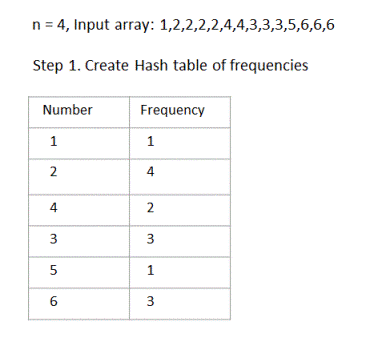 n = 4, Input array: 1,2,2,2,2,4,4,3,3,3,5,6,6,6
Step 1. Create Hash table of frequencies
Number Frequency
1 1
2 4
4 2
3 3
5 1
6 3